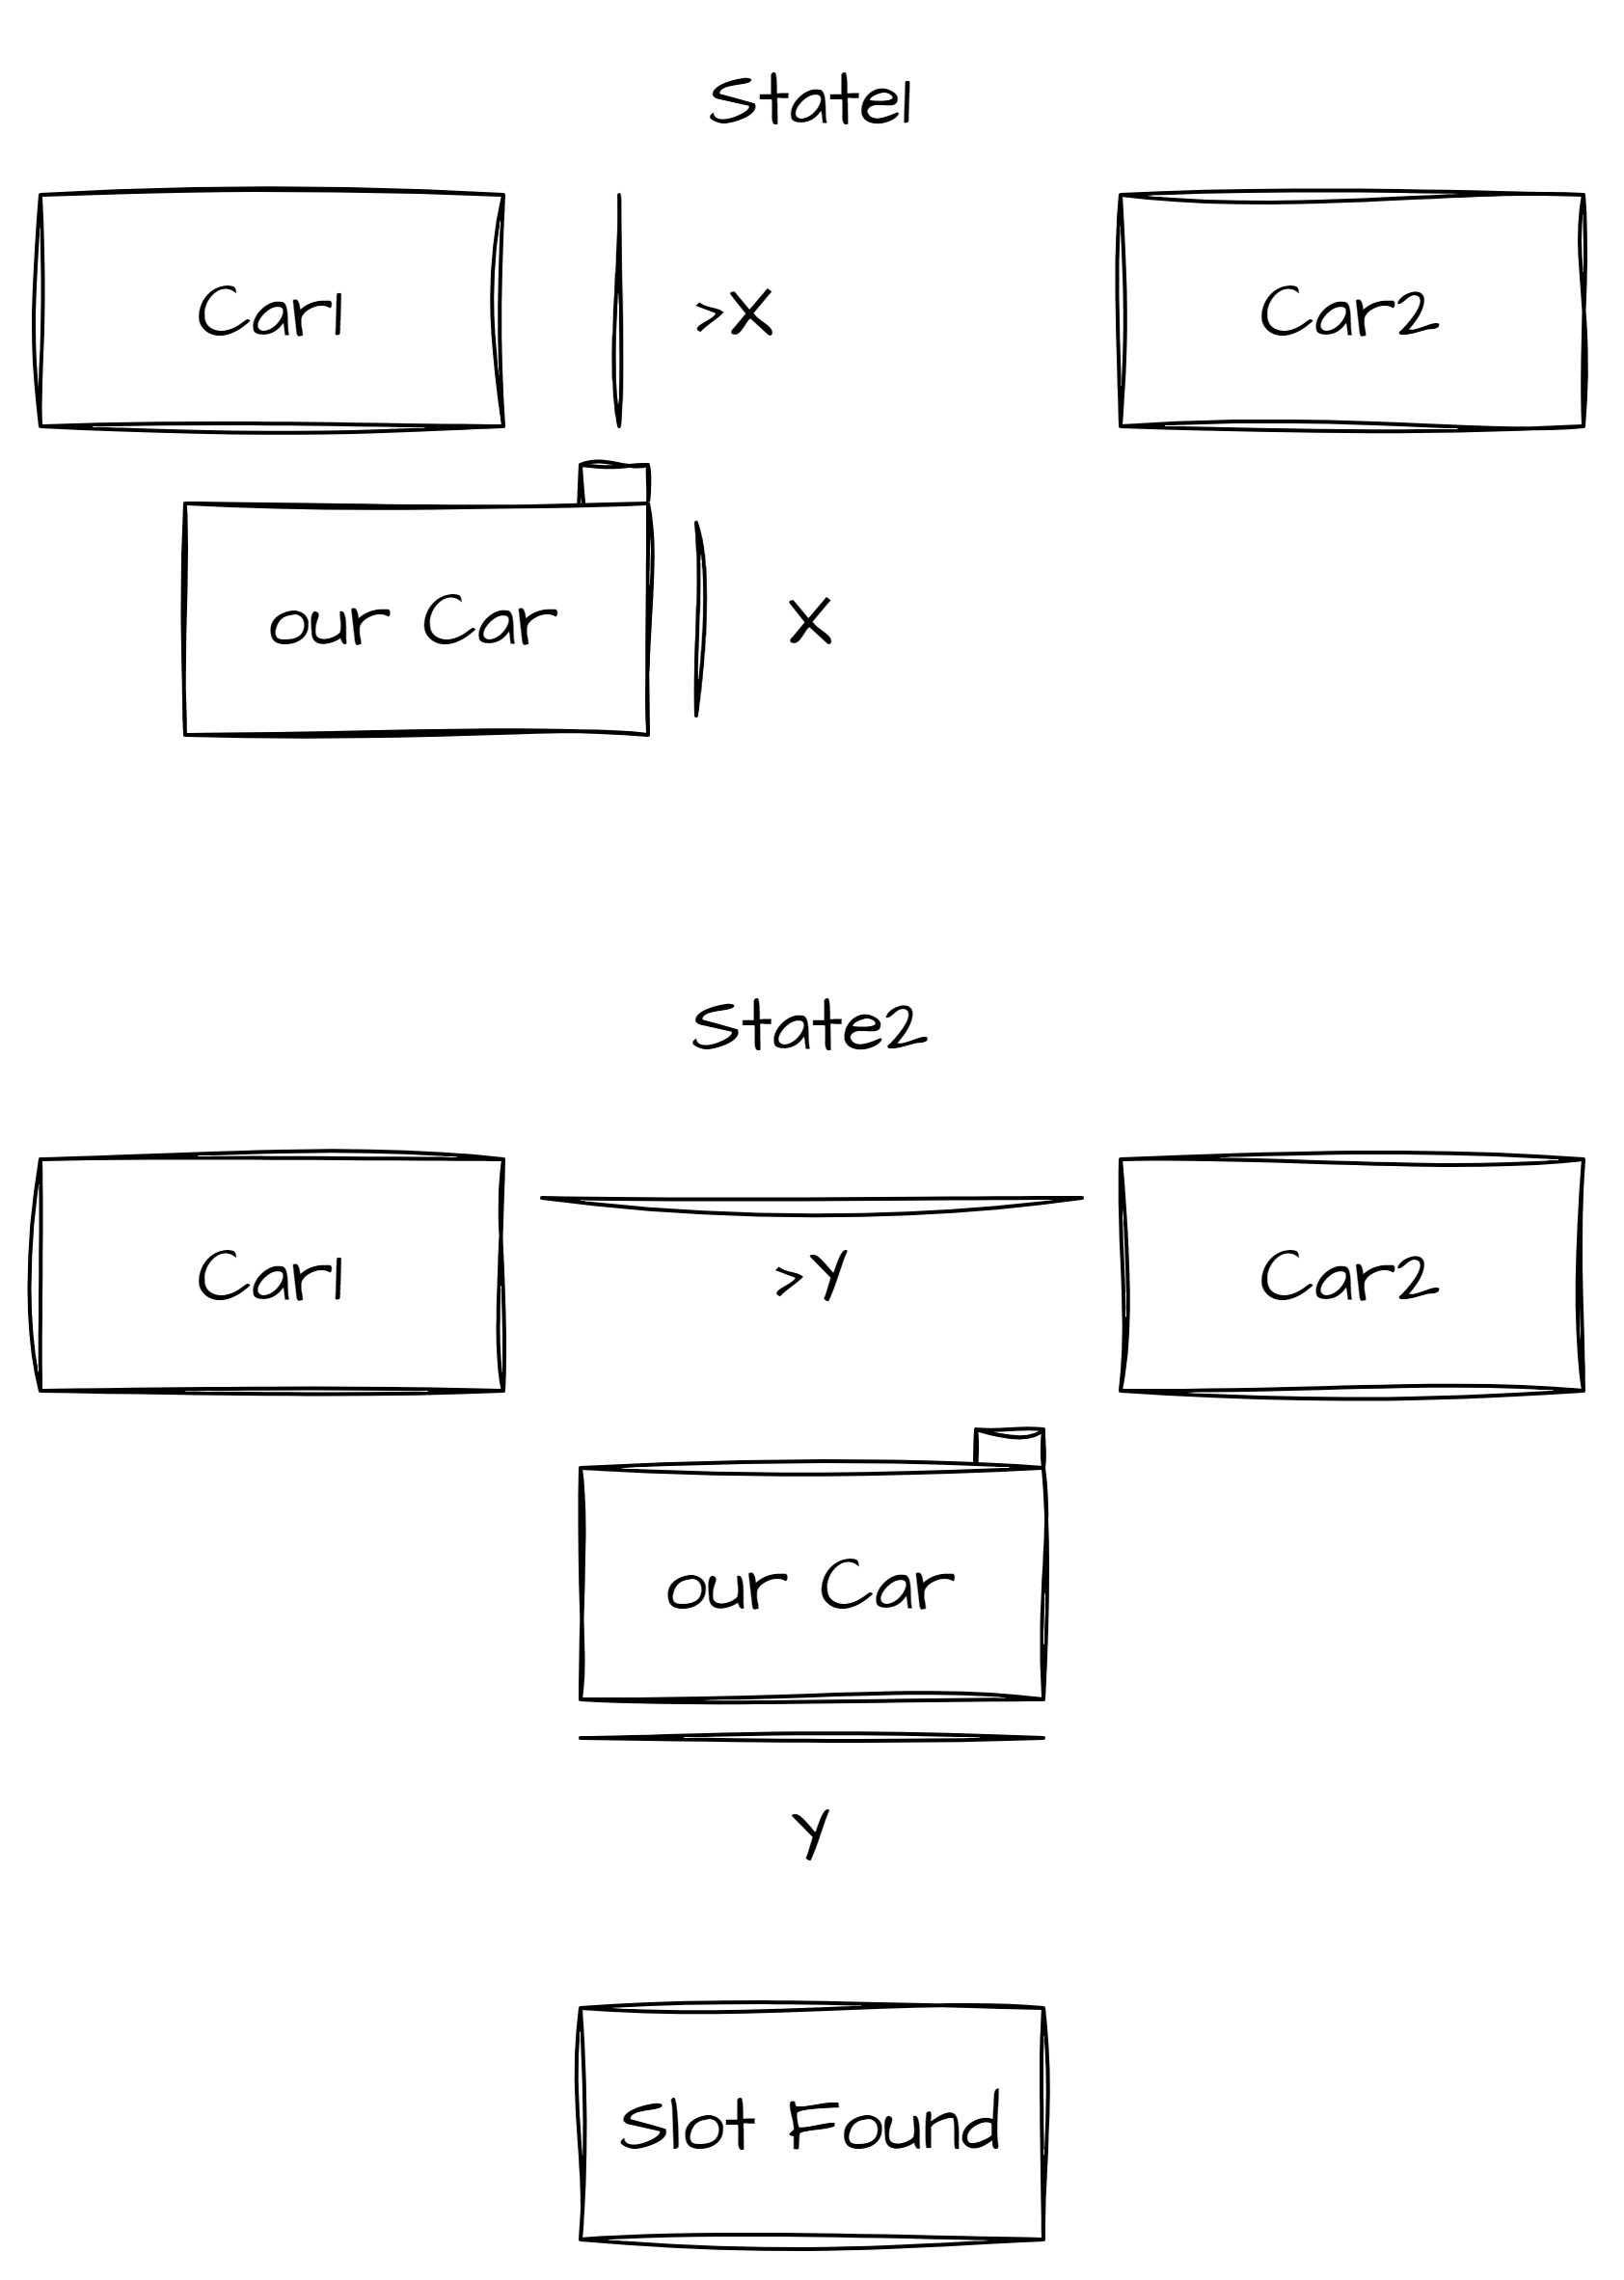 State1
Car1
>X
Car2
our Car
X
State2
Car1
>Y
Car2
our Car
Y
Slot Found